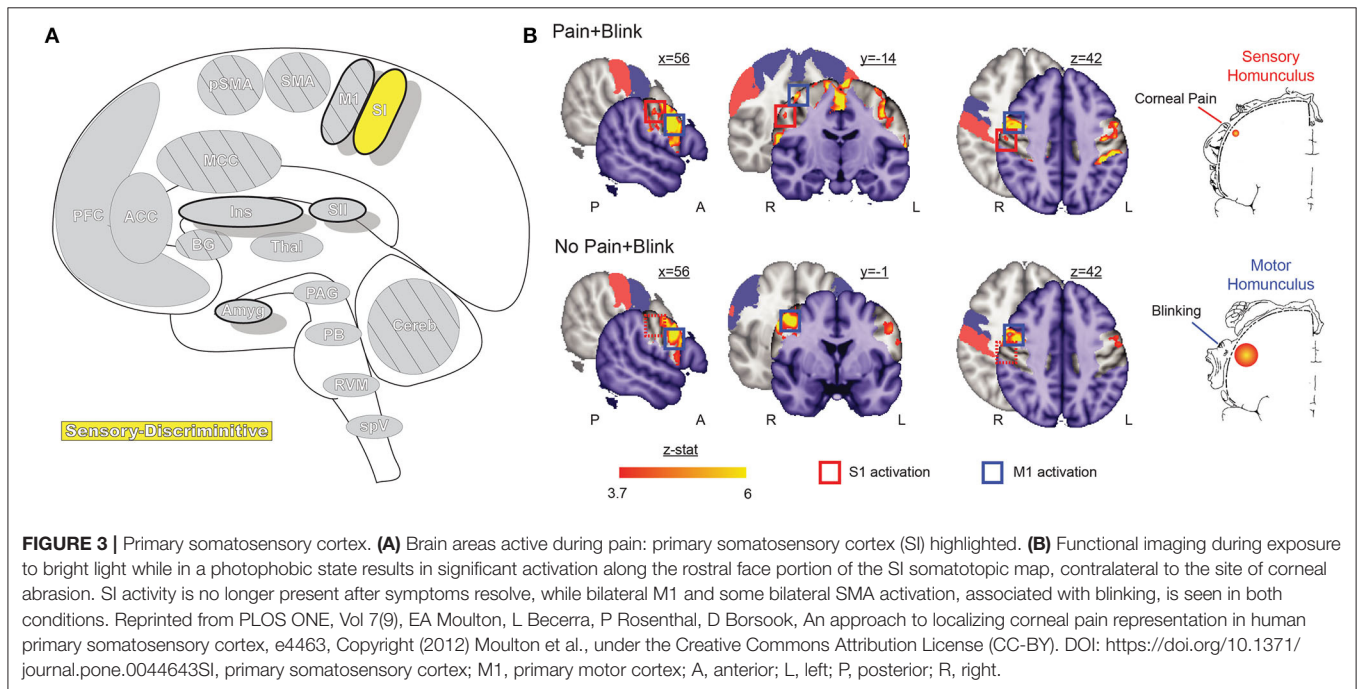 A
pSMA
SMA
M1
SI
MCC
PFC
ACC
Ins
SII
BG
Thal
Amyg
PAG
PB
Cereb
RVM
spV
Sensory-Discriminitive
B
Pain+Blink
x=56
y=-14
z=42
Sensory
Homunculus
Corneal Pain
P
A
R
L
R
L
No Pain+Blink
x=56
y=-1
z=42
Motor
Homunculus
Blinking
P
A
R
L
R
L
z-stat
3.7
6
S1 activation
M1 activation
FIGURE 3 | Primary somatosensory cortex. (A) Brain areas active during pain: primary somatosensory cortex (SI) highlighted. (B) Functional imaging during exposure
to bright light while in a photophobic state results in significant activation along the rostral face portion of the SI somatotopic map, contralateral to the site of corneal
abrasion. SI activity is no longer present after symptoms resolve, while bilateral M1 and some bilateral SMA activation, associated with blinking, is seen in both
conditions. Reprinted from PLOS ONE, Vol 7(9), EA Moulton, L Becerra, P Rosenthal, D Borsook, An approach to localizing corneal pain representation in human
primary somatosensory cortex, e4463, Copyright (2012) Moulton et al., under the Creative Commons Attribution License (CC-BY). DOI: https://doi.org/10.1371/
journal.pone.0044643SI, primary somatosensory cortex; M1, primary motor cortex; A, anterior; L, left; P, posterior; R, right.